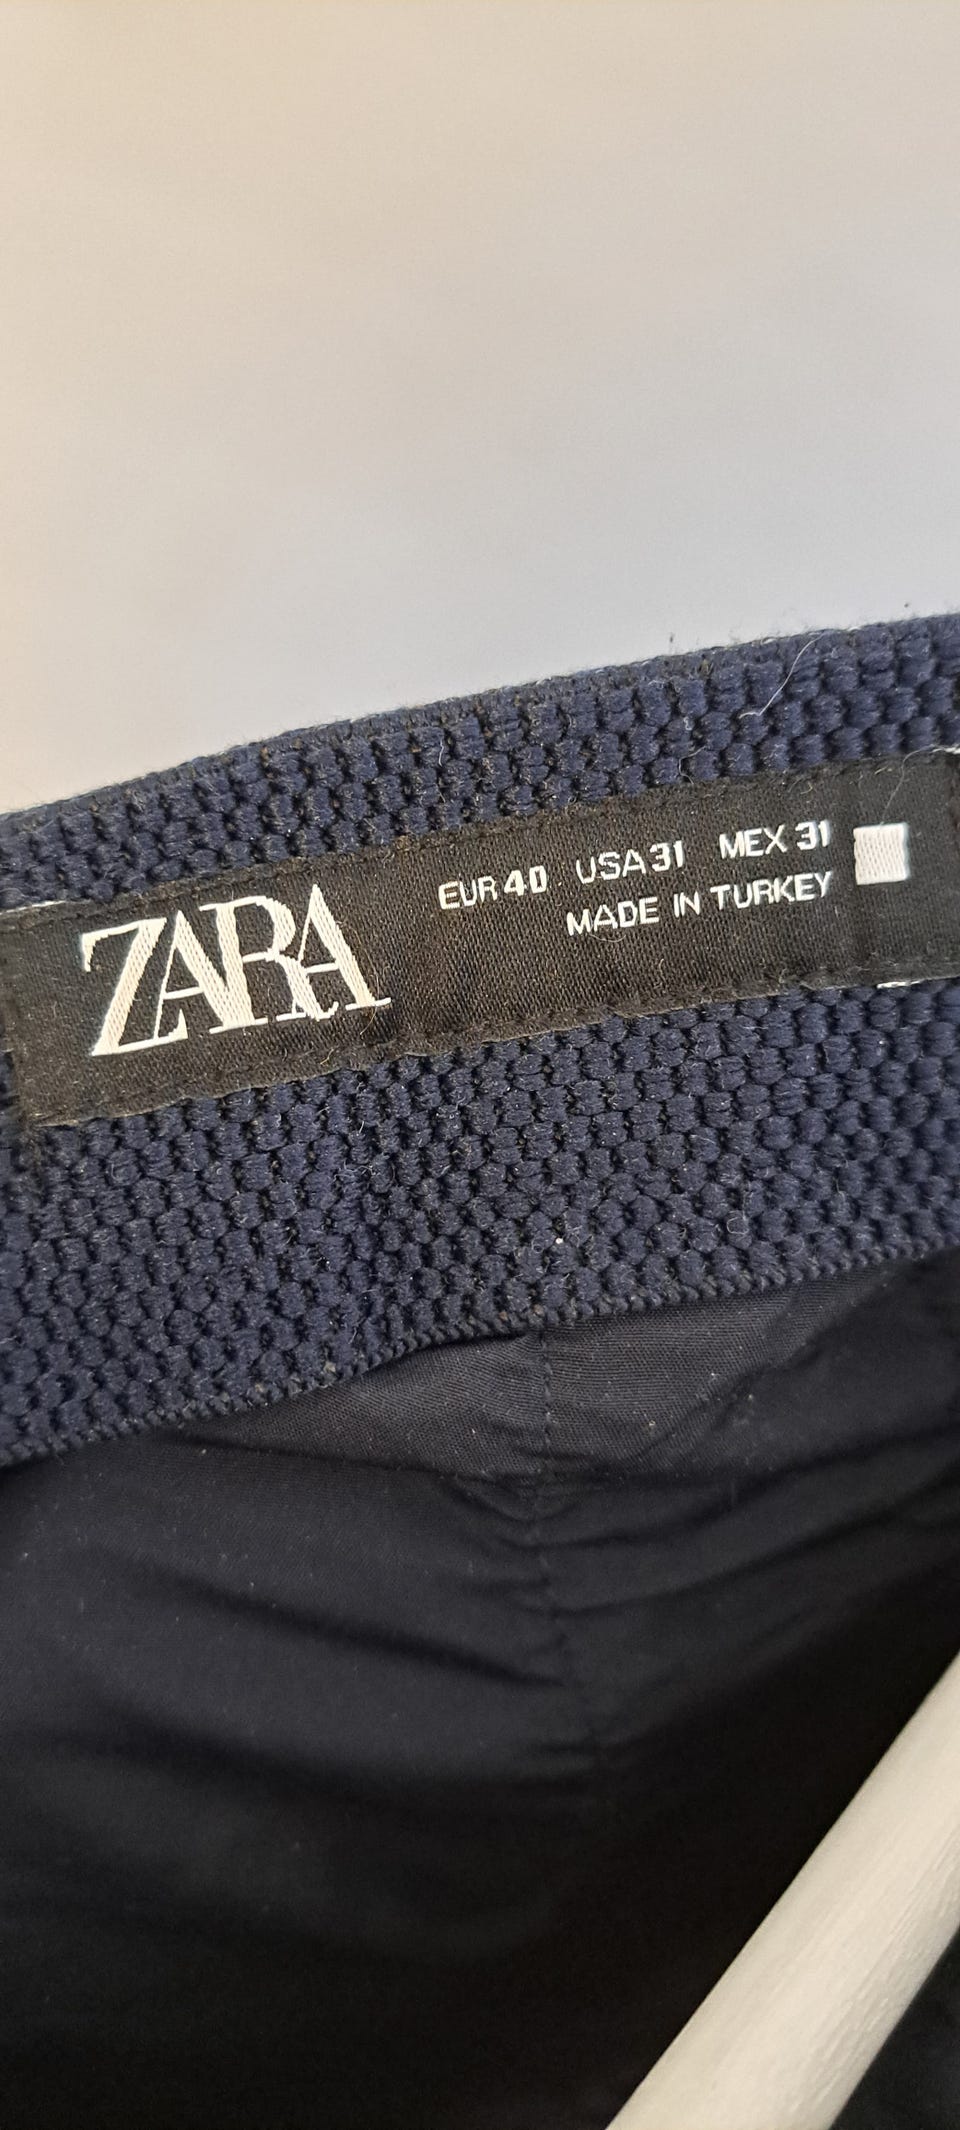 ZARA
EUR 40 USA 31 MEX 31
MADE IN TURKEY